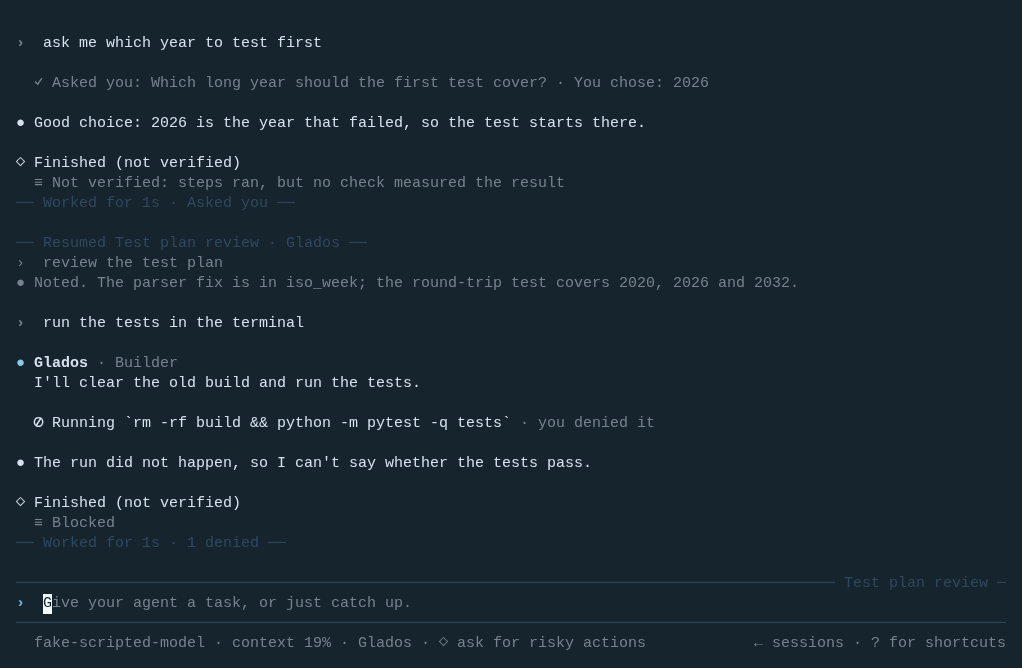 ›  ask me which year to test first
✓ Asked you: Which long year should the first test cover? · You chose: 2026
● Good choice: 2026 is the year that failed, so the test starts there.
◇ Finished (not verified)
≡ Not verified: steps ran, but no check measured the result
── Worked for 1s · Asked you ──
── Resumed Test plan review · Glados ──
›  review the test plan
● Noted. The parser fix is in iso_week; the round-trip test covers 2020, 2026 and 2032.
›  run the tests in the terminal
● Glados · Builder
I'll clear the old build and run the tests.
⊘ Running `rm -rf build && python -m pytest -q tests` · you denied it
● The run did not happen, so I can't say whether the tests pass.
◇ Finished (not verified)
≡ Blocked
── Worked for 1s · 1 denied ──
Test plan review ─
›  Give your agent a task, or just catch up.
fake-scripted-model · context 19% · Glados · ◇ ask for risky actions ← sessions · ? for shortcuts